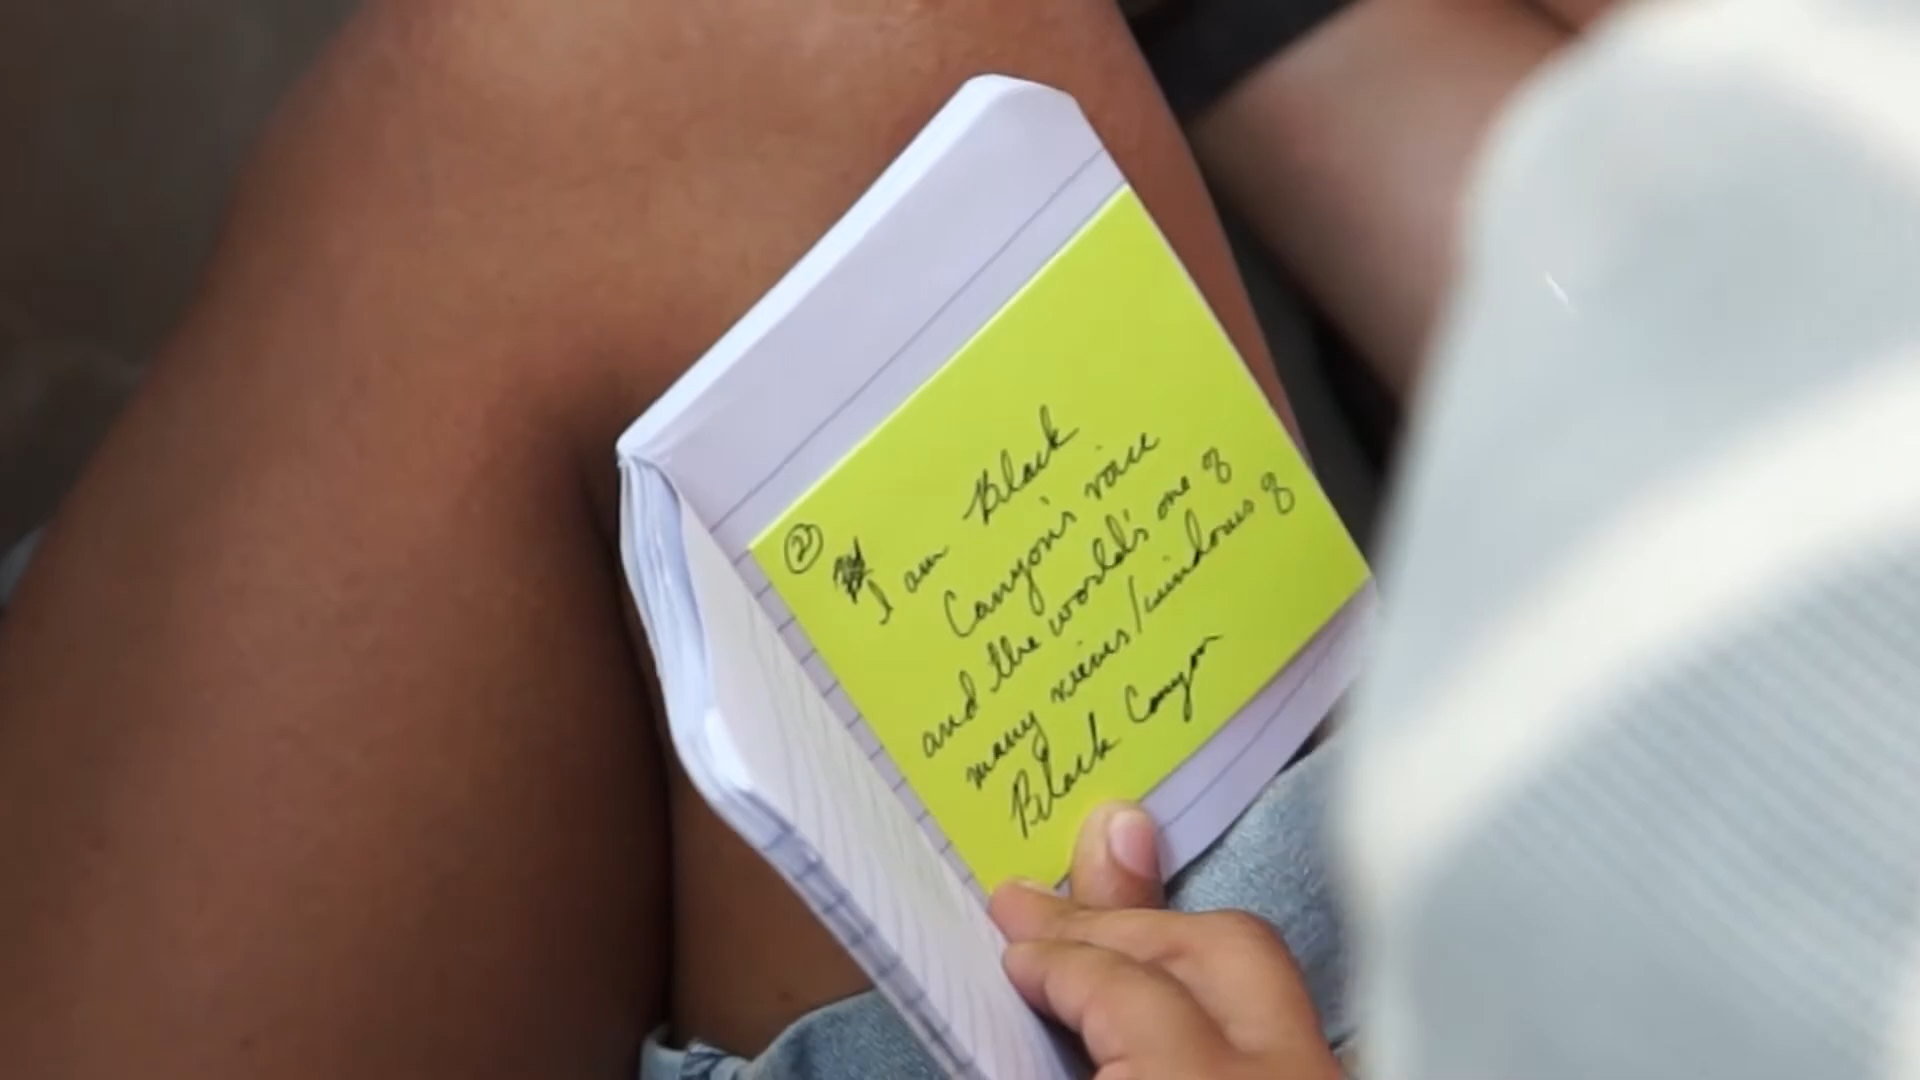 ② I am Black
Canyon's voice
and the world's one of
many views/windows of
Black Canyon